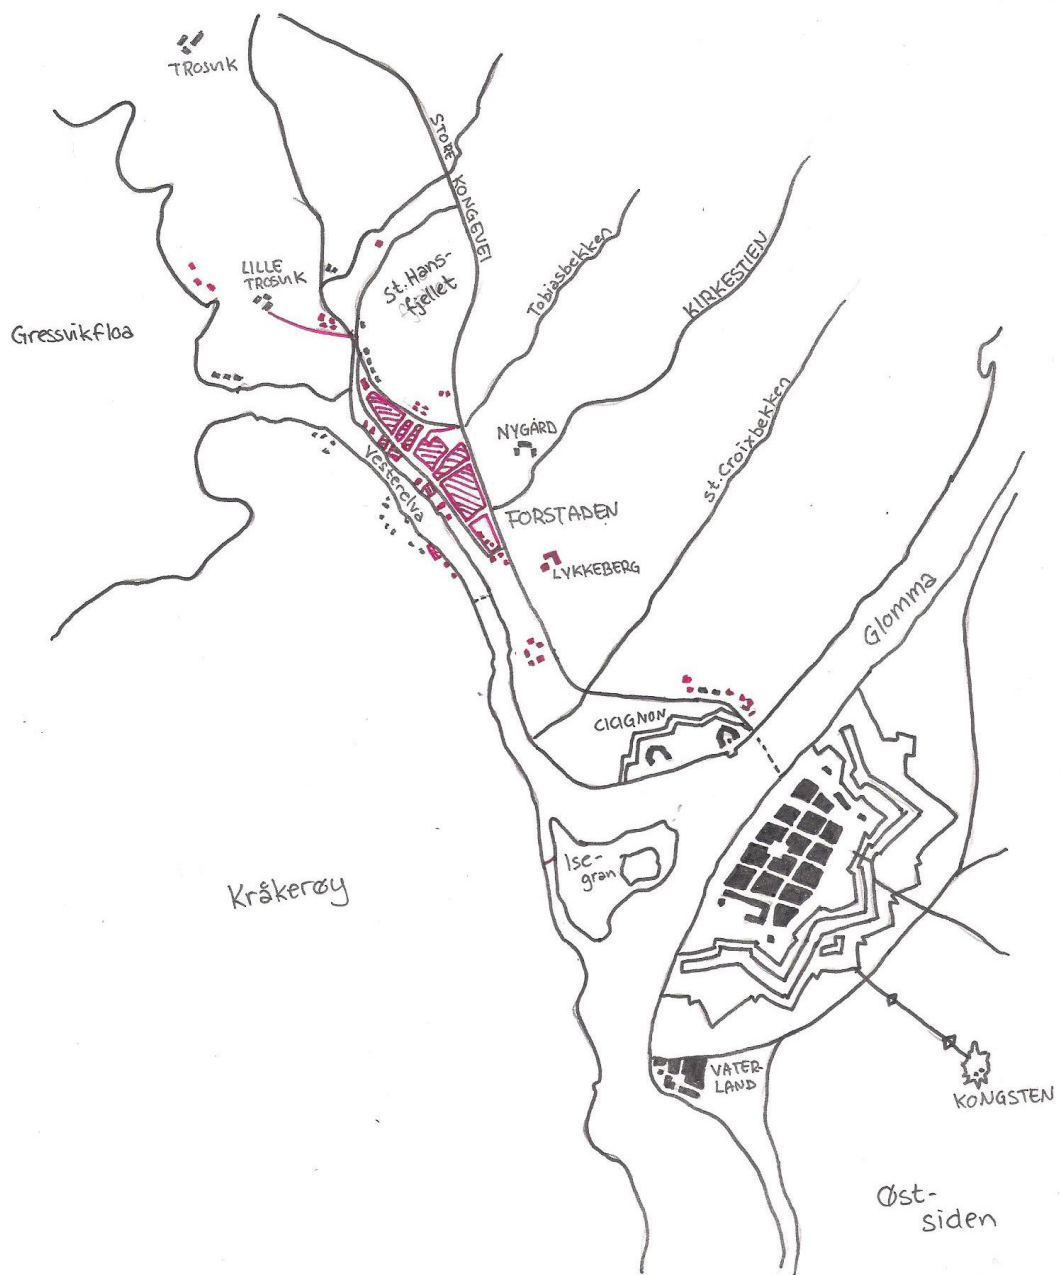 TROSVIK
STORE KONGEVEI
LILLE
TROSVIK
St. Hans-
fjellet
Tobiasbekken
KIRKESTIEN
Gressvikfloa
NYGÅRD
st. Croixbekken
Vesterelva
FORSTADEN
LYKKEBERG
Glomma
CICIGNON
Ise-
gran
Kråkerøy
VATER-
LAND
KONGSTEN
Øst-
siden